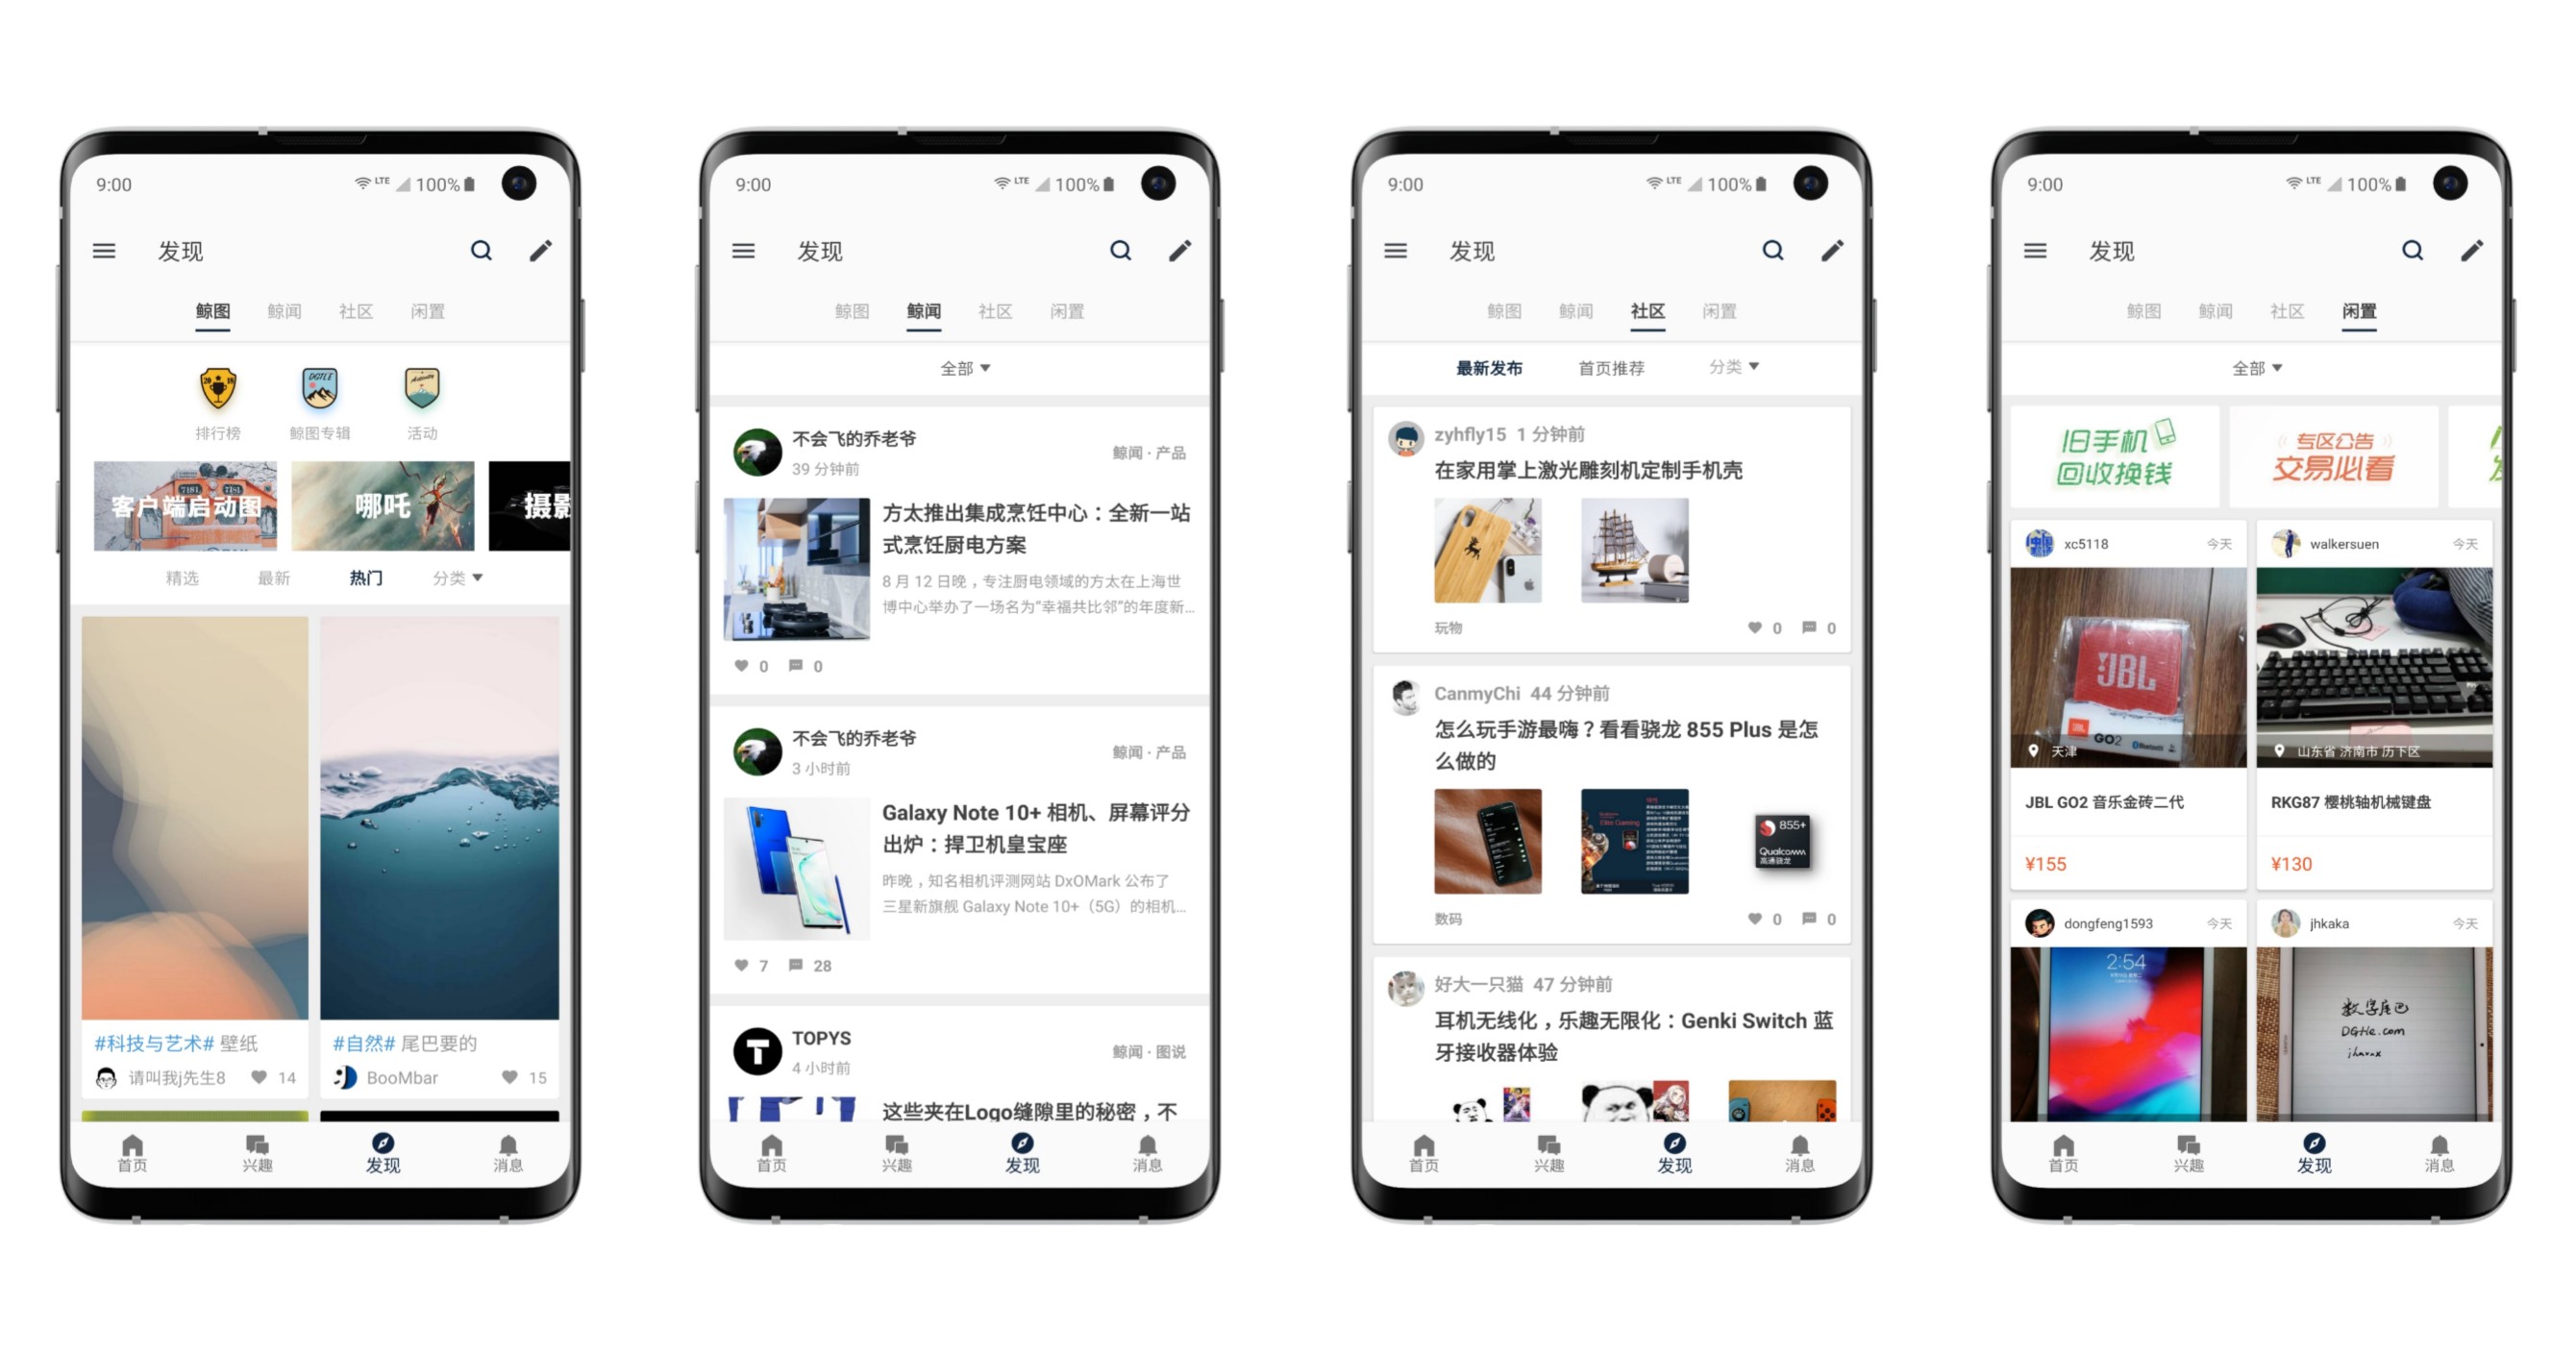 9:00 LTE 100%
发现
鲸图 鲸闻 社区 闲置
20 18 DGTLE
排行榜 鲸图专辑 活动
客户端启动图 哪吒 摄影
精选 最新 热门 分类
#科技与艺术# 壁纸
请叫我j先生8 14
#自然# 尾巴要的
BooMbar 15
首页 兴趣 发现 消息
9:00 LTE 100%
发现
鲸图 鲸闻 社区 闲置
全部
不会飞的乔老爷
39 分钟前
鲸闻 · 产品
方太推出集成烹饪中心：全新一站
式烹饪厨电方案
8 月 12 日晚，专注厨电领域的方太在上海世
博中心举办了一场名为“幸福共比邻”的年度新...
0 0
不会飞的乔老爷
3 小时前
鲸闻 · 产品
Galaxy Note 10+ 相机、屏幕评分
出炉：捍卫机皇宝座
昨晚，知名相机评测网站 DxOMark 公布了
三星新旗舰 Galaxy Note 10+（5G）的相机...
7 28
T
TOPYS
4 小时前
鲸闻 · 图说
这些夹在Logo缝隙里的秘密，不
首页 兴趣 发现 消息
9:00 LTE 100%
发现
鲸图 鲸闻 社区 闲置
最新发布 首页推荐 分类
zyhfly15 1 分钟前
在家用掌上激光雕刻机定制手机壳
玩物 0 0
CanmyChi 44 分钟前
怎么玩手游最嗨？看看骁龙 855 Plus 是怎
么做的
855+
Qualcomm
高通骁龙
数码 0 0
好大一只猫 47 分钟前
耳机无线化，乐趣无限化：Genki Switch 蓝
牙接收器体验
首页 兴趣 发现 消息
9:00 LTE 100%
发现
鲸图 鲸闻 社区 闲置
全部
旧手机
回收换钱
专区公告
交易必看
xc5118 今天
JBL
JBL
GO2 Bluetooth
天津
JBL GO2 音乐金砖二代
¥155
walkersuen 今天
山东省 济南市 历下区
RKG87 樱桃轴机械键盘
¥130
dongfeng1593 今天
2:54
jhkaka 今天
数字尾巴
DGtle.com
首页 兴趣 发现 消息